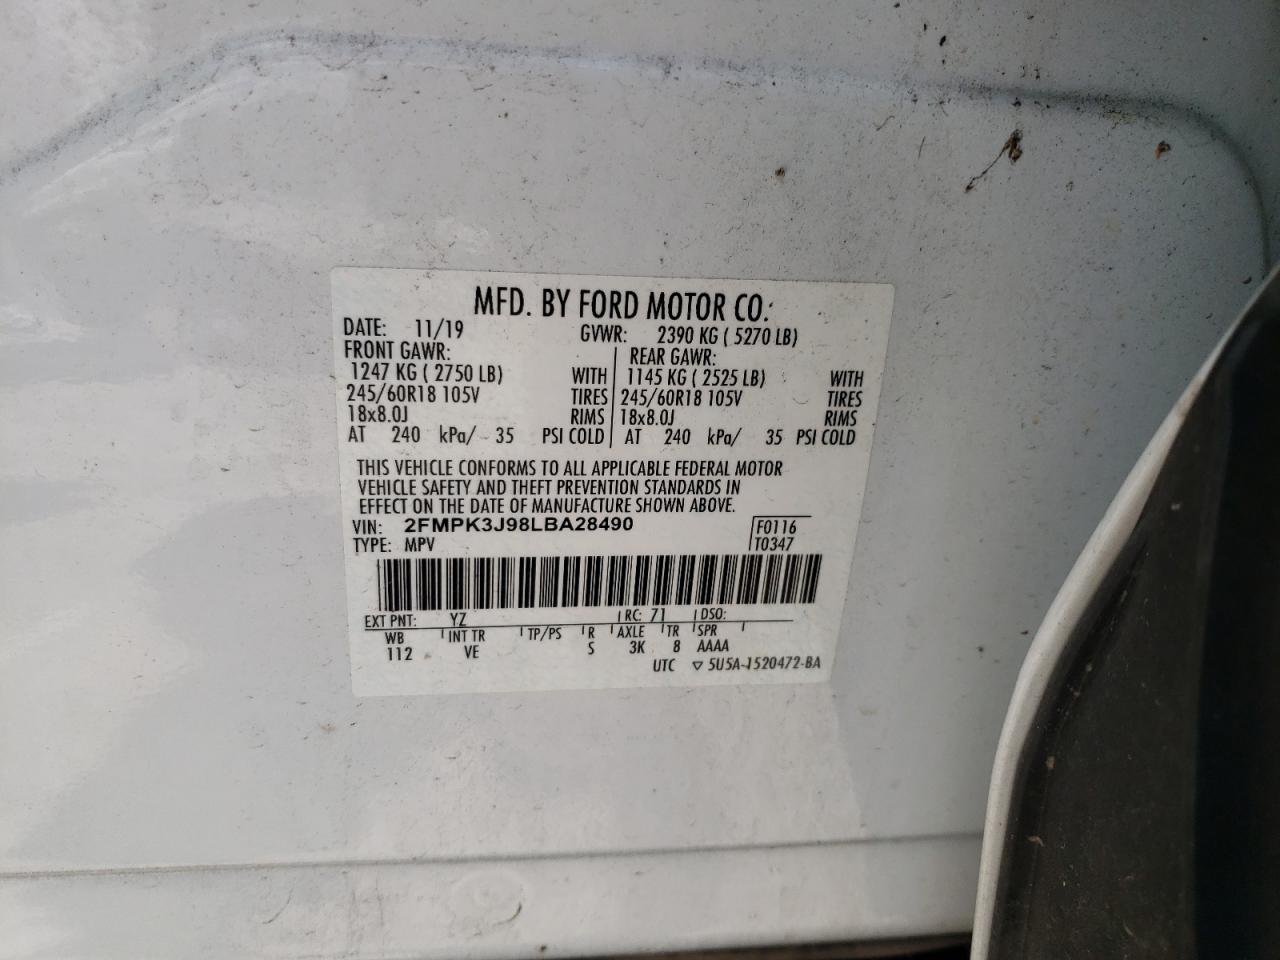 MFD. BY FORD MOTOR CO.
DATE: 11/19 GVWR: 2390 KG ( 5270 LB)
FRONT GAWR: REAR GAWR:
1247 KG ( 2750 LB) WITH 1145 KG ( 2525 LB) WITH
245/60R18 105V TIRES 245/60R18 105V TIRES
18x8.0J RIMS 18x8.0J RIMS
AT 240 kPa/ 35 PSI COLD AT 240 kPa/ 35 PSI COLD
THIS VEHICLE CONFORMS TO ALL APPLICABLE FEDERAL MOTOR
VEHICLE SAFETY AND THEFT PREVENTION STANDARDS IN
EFFECT ON THE DATE OF MANUFACTURE SHOWN ABOVE.
VIN: 2FMPK3J98LBA28490 F0116
TYPE: MPV T0347
EXT PNT: YZ RC: 71 DSO:
WB INT TR TP/PS R AXLE TR SPR
112 VE S 3K 8 AAAA
UTC ▽ 5U5A-1520472-BA